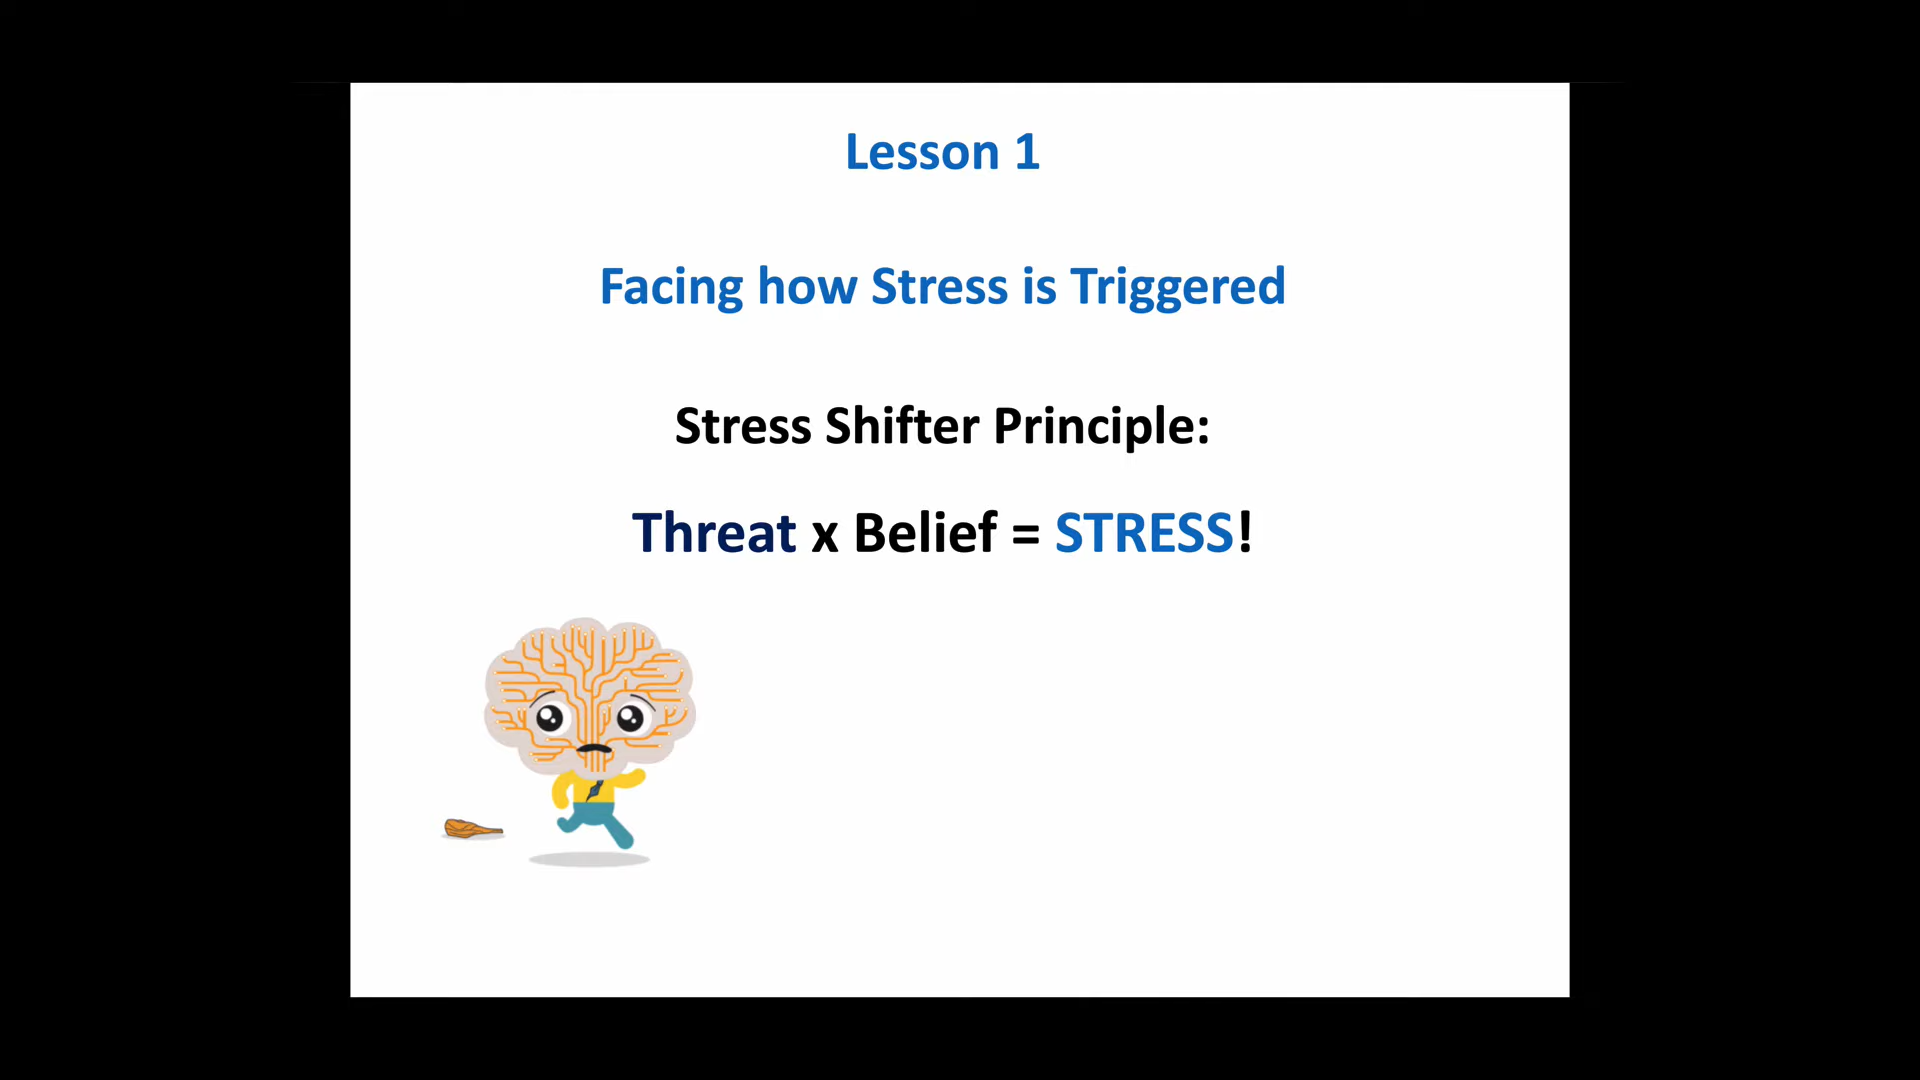 Lesson 1
Facing how Stress is Triggered
Stress Shifter Principle:
Threat x Belief = STRESS!